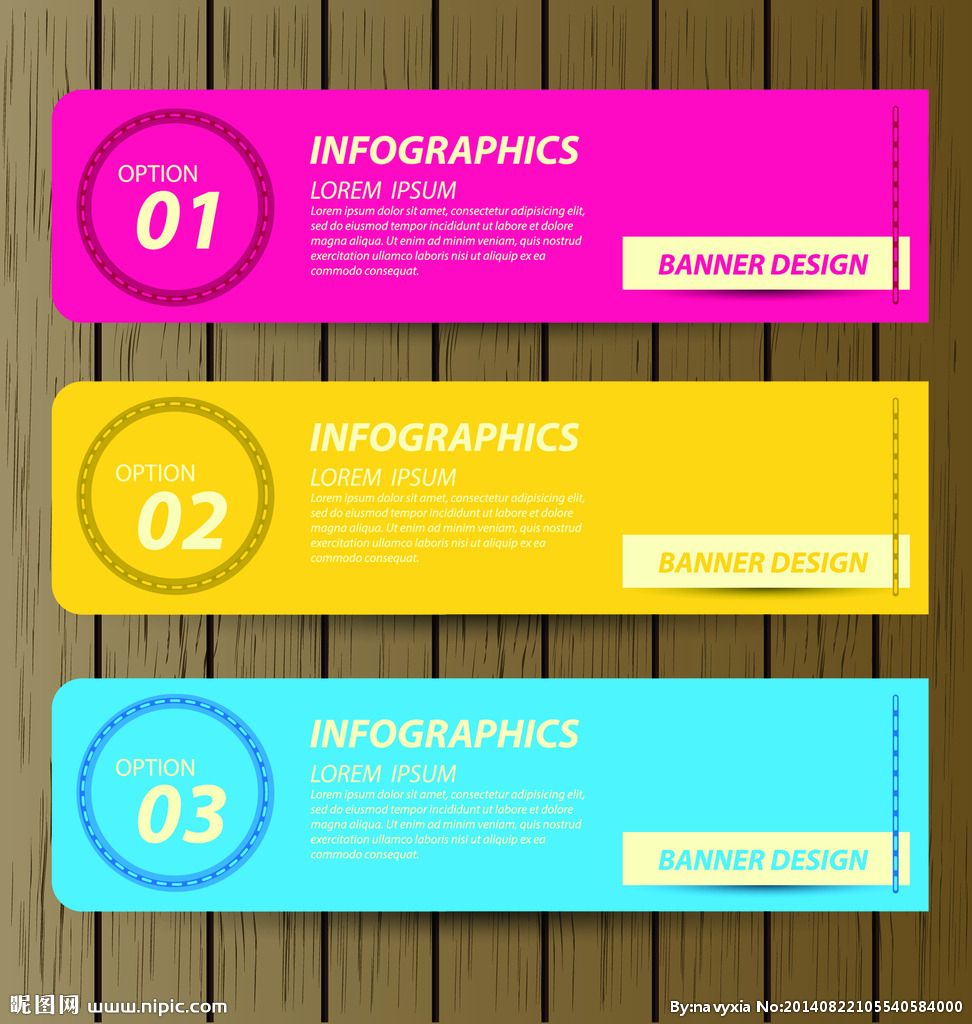 OPTION
01
INFOGRAPHICS
LOREM IPSUM
Lorem ipsum dolor sit amet, consectetur adipisicing elit,
sed do eiusmod tempor incididunt ut labore et dolore
magna aliqua. Ut enim ad minim veniam, quis nostrud
exercitation ullamco laboris nisi ut aliquip ex ea
commodo consequat.
BANNER DESIGN
OPTION
02
INFOGRAPHICS
LOREM IPSUM
Lorem ipsum dolor sit amet, consectetur adipisicing elit,
sed do eiusmod tempor incididunt ut labore et dolore
magna aliqua. Ut enim ad minim veniam, quis nostrud
exercitation ullamco laboris nisi ut aliquip ex ea
commodo consequat.
BANNER DESIGN
OPTION
03
INFOGRAPHICS
LOREM IPSUM
Lorem ipsum dolor sit amet, consectetur adipisicing elit,
sed do eiusmod tempor incididunt ut labore et dolore
magna aliqua. Ut enim ad minim veniam, quis nostrud
exercitation ullamco laboris nisi ut aliquip ex ea
commodo consequat.
BANNER DESIGN
昵图网 www.nipic.com
By:navyxia No:20140822105540584000